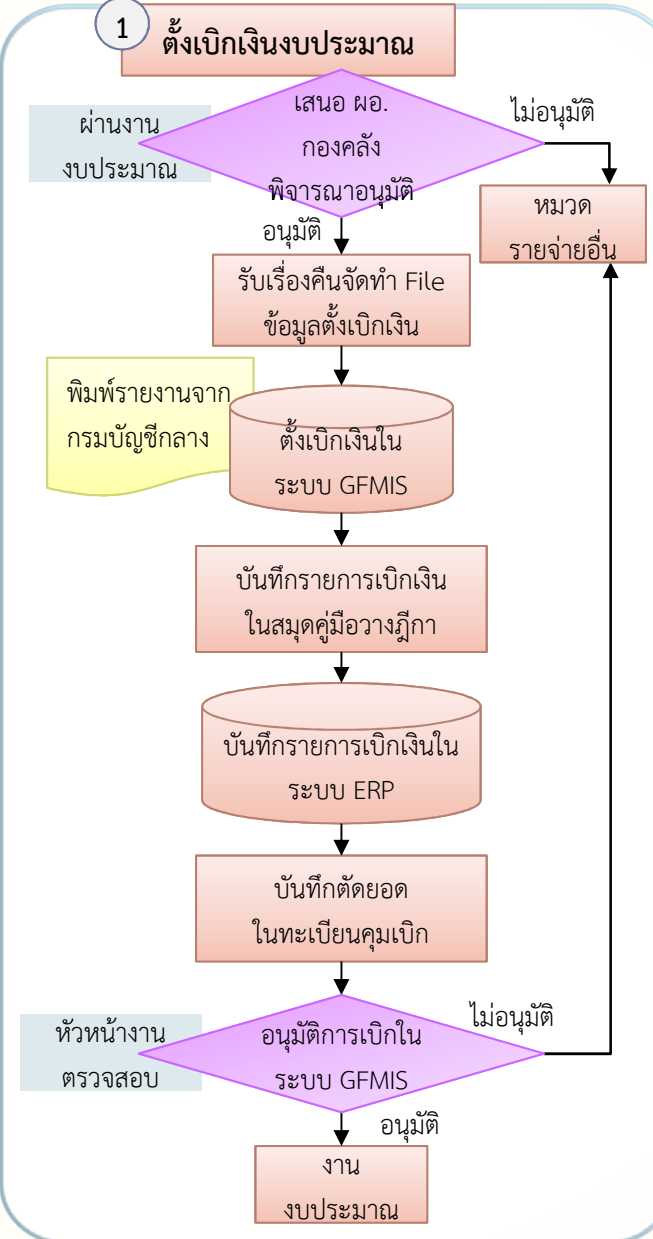 1
ตั้งเบิกเงินงบประมาณ
ผ่านงาน
งบประมาณ
เสนอ ผอ.
กองคลัง
พิจารณาอนุมัติ
ไม่อนุมัติ
หมวด
รายจ่ายอื่น
อนุมัติ
รับเรื่องคืนจัดทำ File
ข้อมูลตั้งเบิกเงิน
พิมพ์รายงานจาก
กรมบัญชีกลาง
ตั้งเบิกเงินใน
ระบบ GFMIS
บันทึกรายการเบิกเงิน
ในสมุดคู่มือวางฎีกา
บันทึกรายการเบิกเงินใน
ระบบ ERP
บันทึกตัดยอด
ในทะเบียนคุมเบิก
หัวหน้างาน
ตรวจสอบ
อนุมัติการเบิกใน
ระบบ GFMIS
ไม่อนุมัติ
อนุมัติ
งาน
งบประมาณ